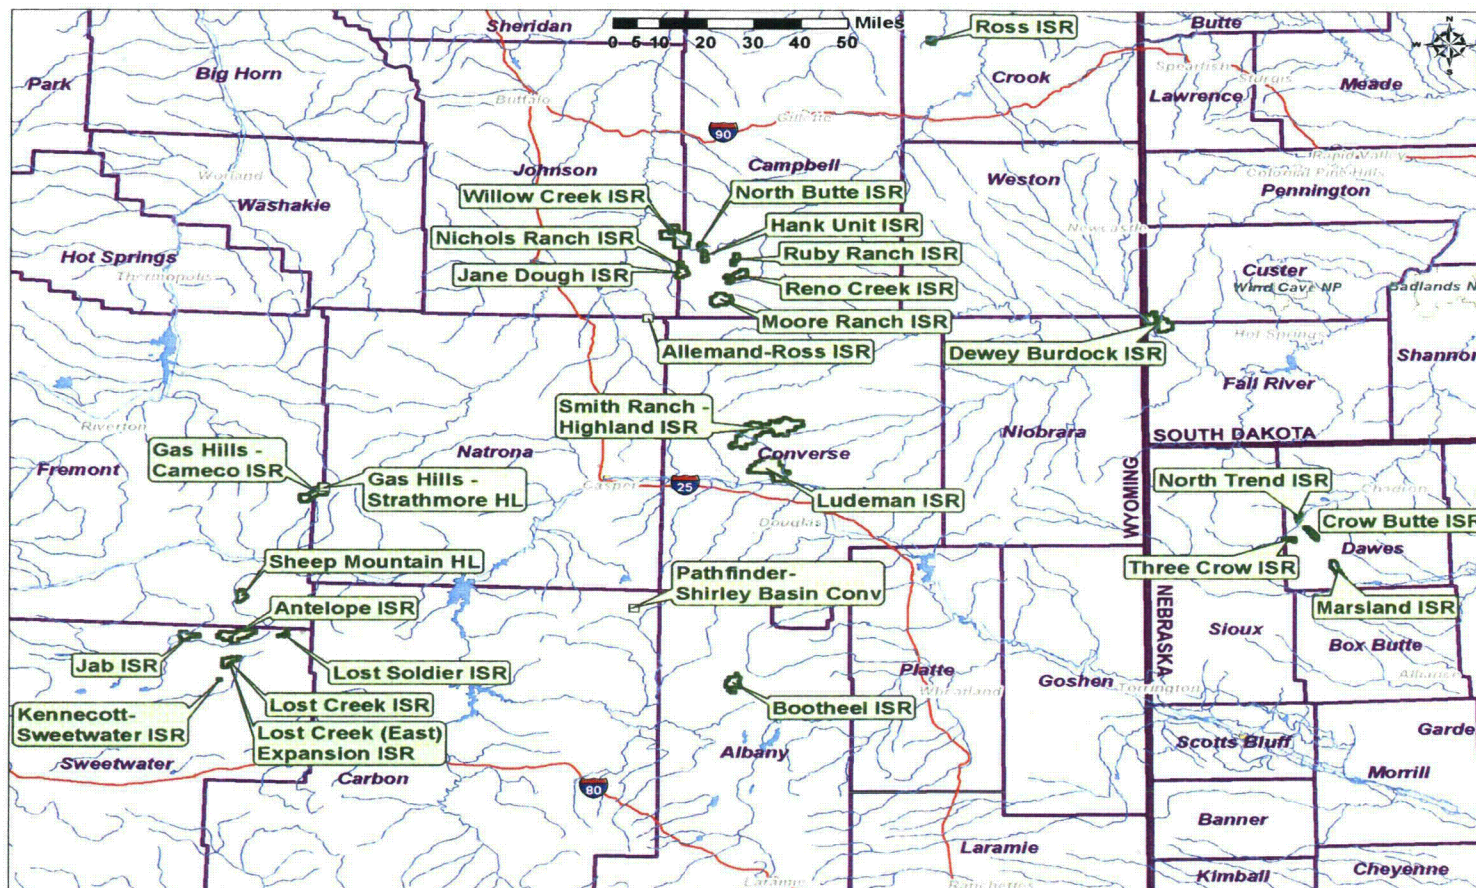 Sheridan
Miles
0 5 10 20 30 40 50
Ross ISR
Butte
N
W
S
Park
Big Horn
Buffalo
Gillette
Crook
Spearfish
Sturgis
Lawrence
Meade
90
Johnson
Campbell
Weston
Rapid Valley
Colonial Pine Hills
Pennington
Worland
Washakie
Willow Creek ISR
North Butte ISR
Nichols Ranch ISR
Hank Unit ISR
Newcastle
Hot Springs
Thermopolis
Jane Dough ISR
Ruby Ranch ISR
Reno Creek ISR
Custer
Wind Cave NP
Badlands N
Moore Ranch ISR
Hot Springs
Allemand-Ross ISR
Dewey Burdock ISR
Shannon
Fall River
Riverton
Smith Ranch -
Highland ISR
Niobrara
SOUTH DAKOTA
Gas Hills -
Cameco ISR
Fremont
Natrona
Converse
WYOMING
Gas Hills -
Strathmore HL
Casper
25
Ludeman ISR
North Trend ISR
Chadron
Douglas
Crow Butte ISR
Dawes
Sheep Mountain HL
Three Crow ISR
Pathfinder-
Shirley Basin Conv
Antelope ISR
Marsland ISR
NEBRASKA
Sioux
Box Butte
Jab ISR
Lost Soldier ISR
Platte
Wheatland
Goshen
Torrington
Alliance
Lost Creek ISR
Bootheel ISR
Kennecott-
Sweetwater ISR
Lost Creek (East)
Expansion ISR
Sweetwater
Carbon
Albany
Scotts Bluff
Garde
Morrill
80
Banner
Laramie
Kimball
Cheyenne
Laramie
Ranchettes